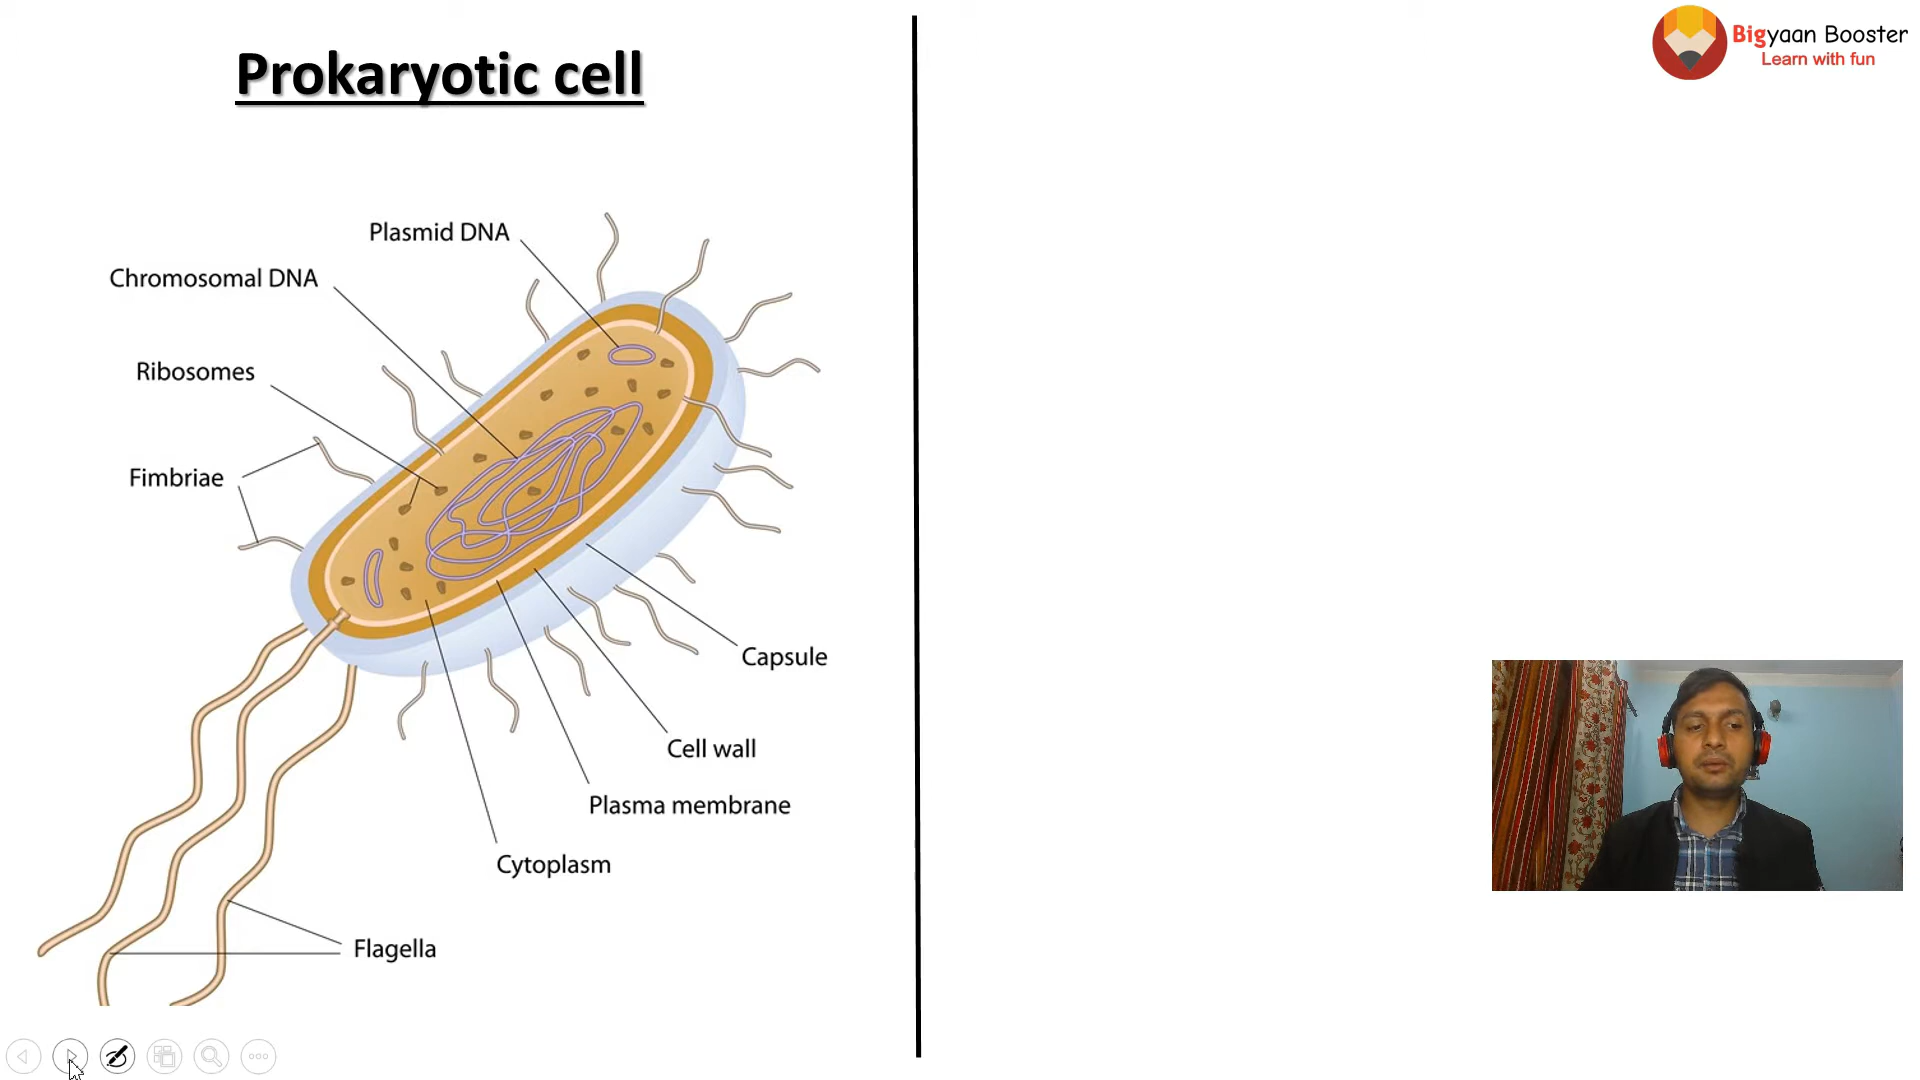 Prokaryotic cell
Bigyaan Booster
Learn with fun
Plasmid DNA
Chromosomal DNA
Ribosomes
Fimbriae
Capsule
Cell wall
Plasma membrane
Cytoplasm
Flagella